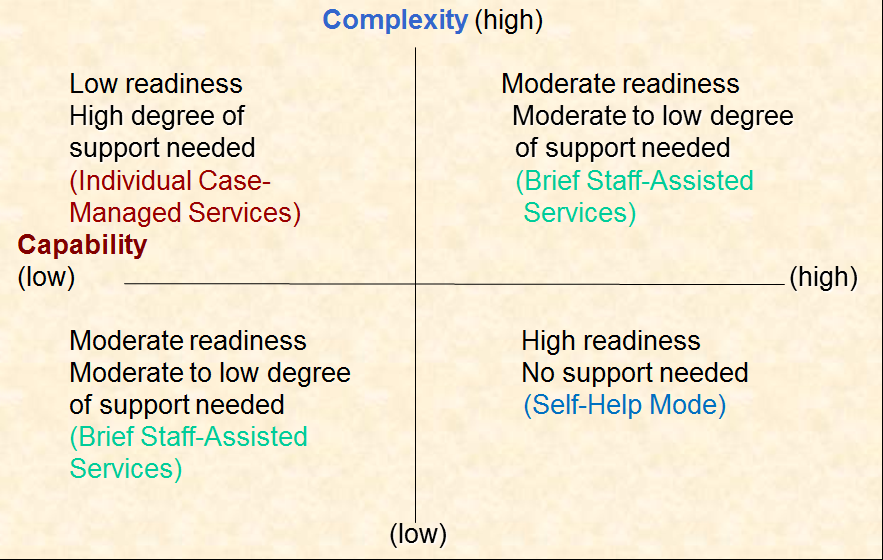 Complexity (high)
Low readiness
High degree of
support needed
(Individual Case-
Managed Services)
Moderate readiness
Moderate to low degree
of support needed
(Brief Staff-Assisted
Services)
Capability
(low)
(high)
Moderate readiness
Moderate to low degree
of support needed
(Brief Staff-Assisted
Services)
High readiness
No support needed
(Self-Help Mode)
(low)